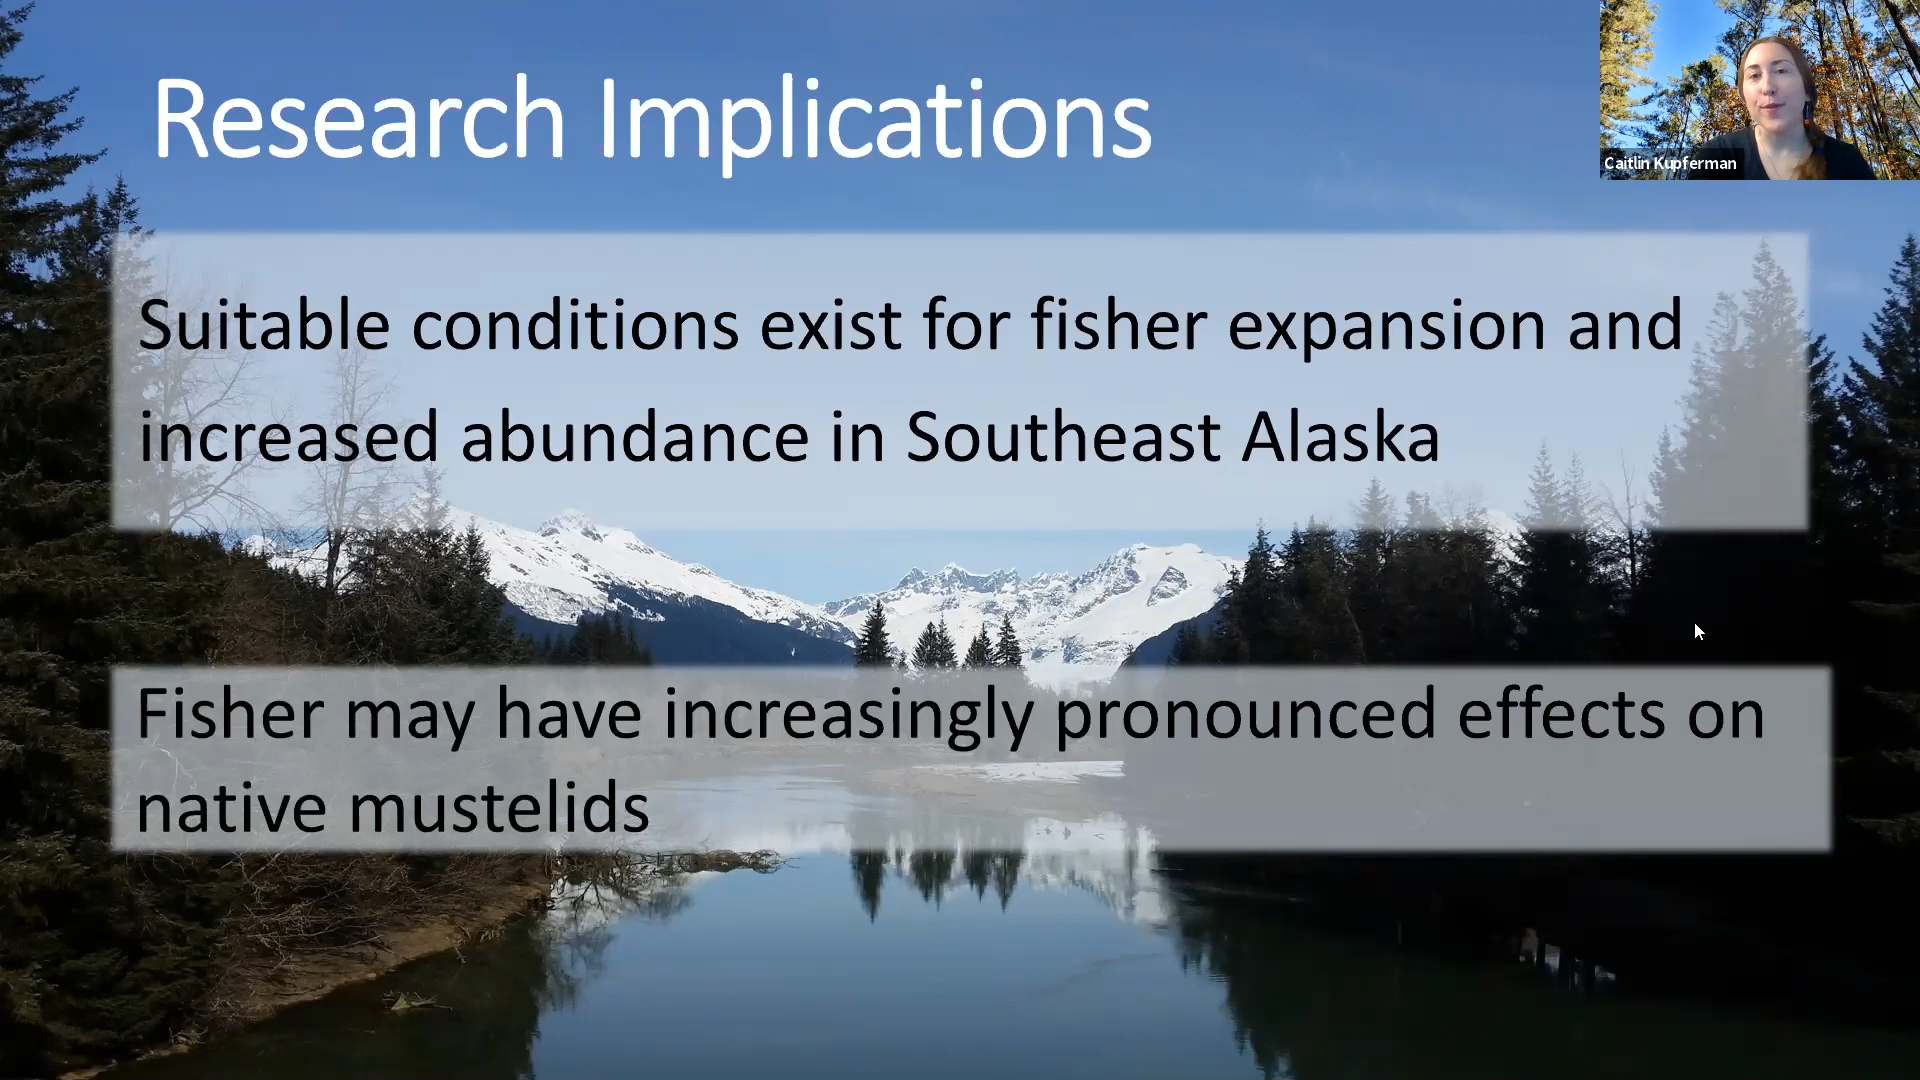 Research Implications
Caitlin Kupferman
Suitable conditions exist for fisher expansion and
increased abundance in Southeast Alaska
Fisher may have increasingly pronounced effects on
native mustelids